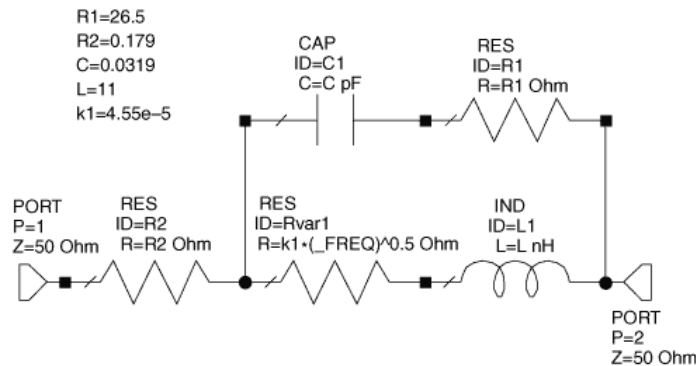 R1=26.5
R2=0.179
C=0.0319
L=11
k1=4.55e–5
CAP
ID=C1
C=C pF
RES
ID=R1
R=R1 Ohm
PORT
P=1
Z=50 Ohm
RES
ID=R2
R=R2 Ohm
RES
ID=Rvar1
R=k1*(_FREQ)^0.5 Ohm
IND
ID=L1
L=L nH
PORT
P=2
Z=50 Ohm